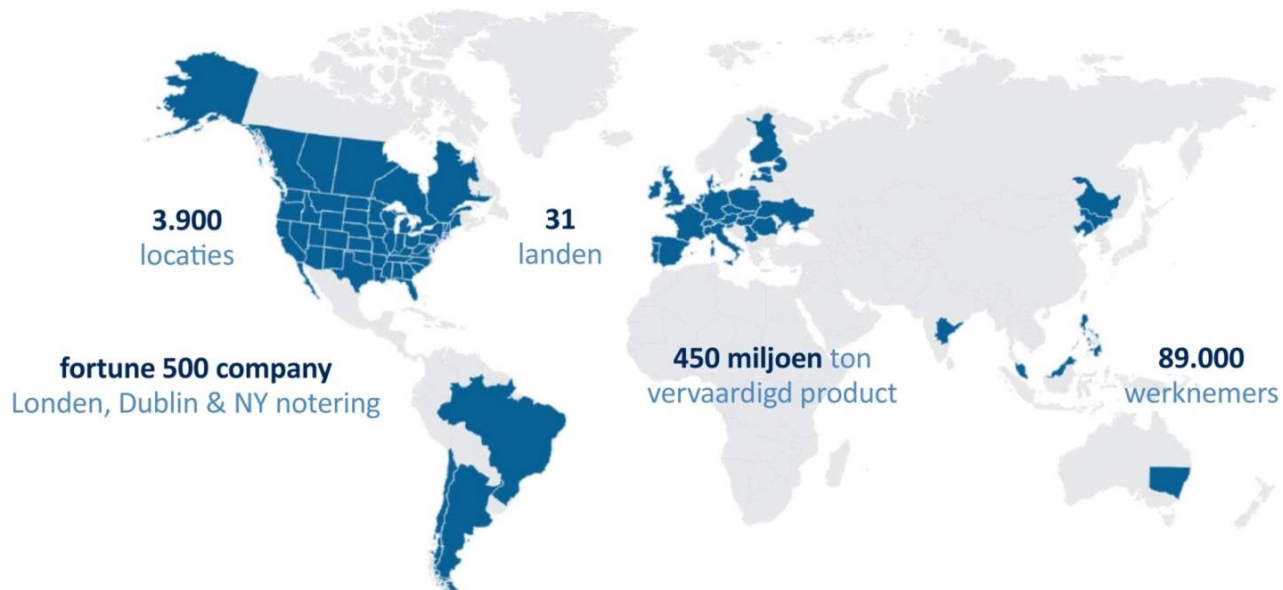 3.900
locaties
31
landen
fortune 500 company
Londen, Dublin & NY notering
450 miljoen ton
vervaardigd product
89.000
werknemers